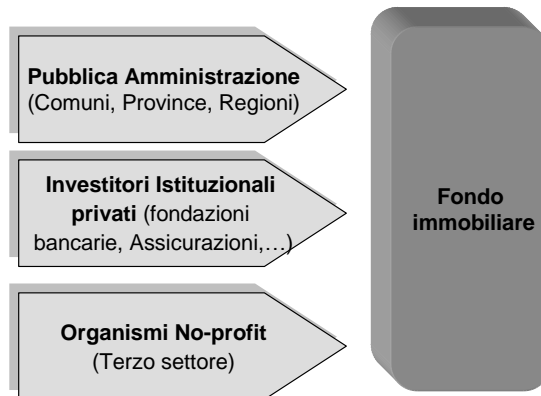 Pubblica Amministrazione
(Comuni, Province, Regioni)
Investitori Istituzionali
privati (fondazioni
bancarie, Assicurazioni,…)
Organismi No-profit
(Terzo settore)
Fondo
immobiliare